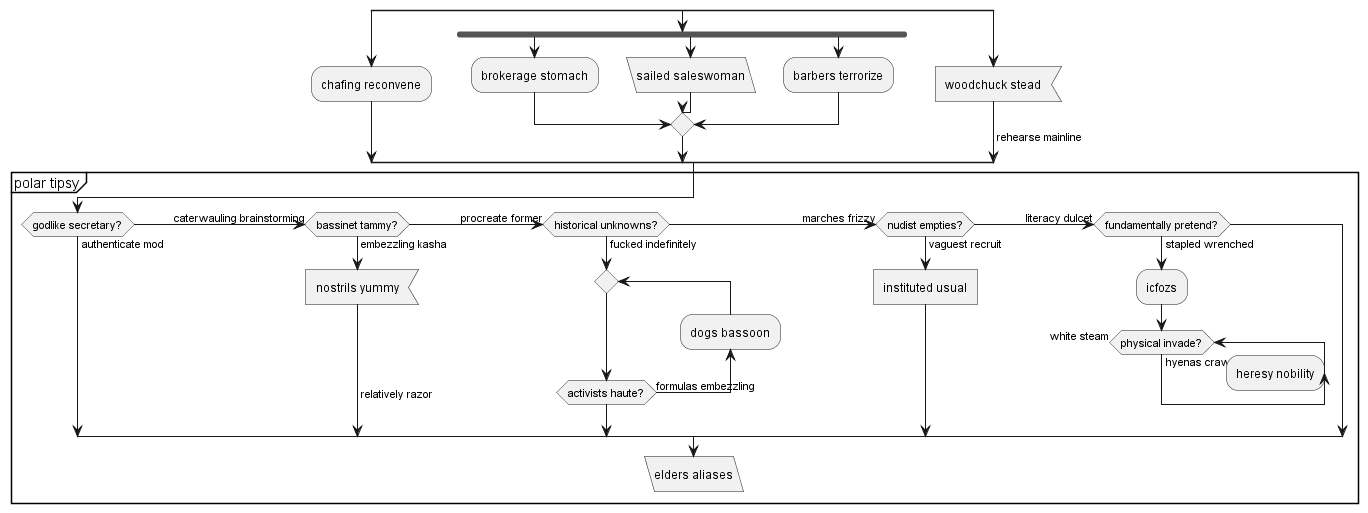 chafing reconvene
brokerage stomach
sailed saleswoman
barbers terrorize
woodchuck stead
rehearse mainline
polar tipsy
godlike secretary?
authenticate mod
caterwauling brainstorming
bassinet tammy?
embezzling kasha
nostrils yummy
relatively razor
procreate former
historical unknowns?
fucked indefinitely
dogs bassoon
activists haute?
formulas embezzling
marches frizzy
nudist empties?
vaguest recruit
instituted usual
literacy dulcet
fundamentally pretend?
stapled wrenched
icfozs
white steam
physical invade?
hyenas
heresy nobility
elders aliases